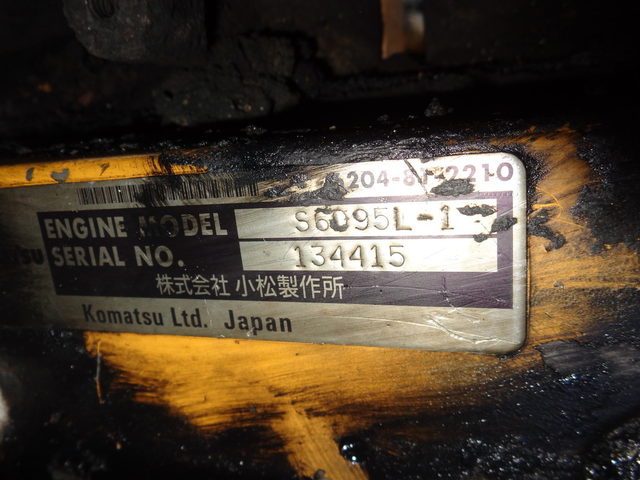 ENGINE MODEL S6D95L-1
SERIAL NO. 134415
株式会社 小松製作所
Komatsu Ltd. Japan